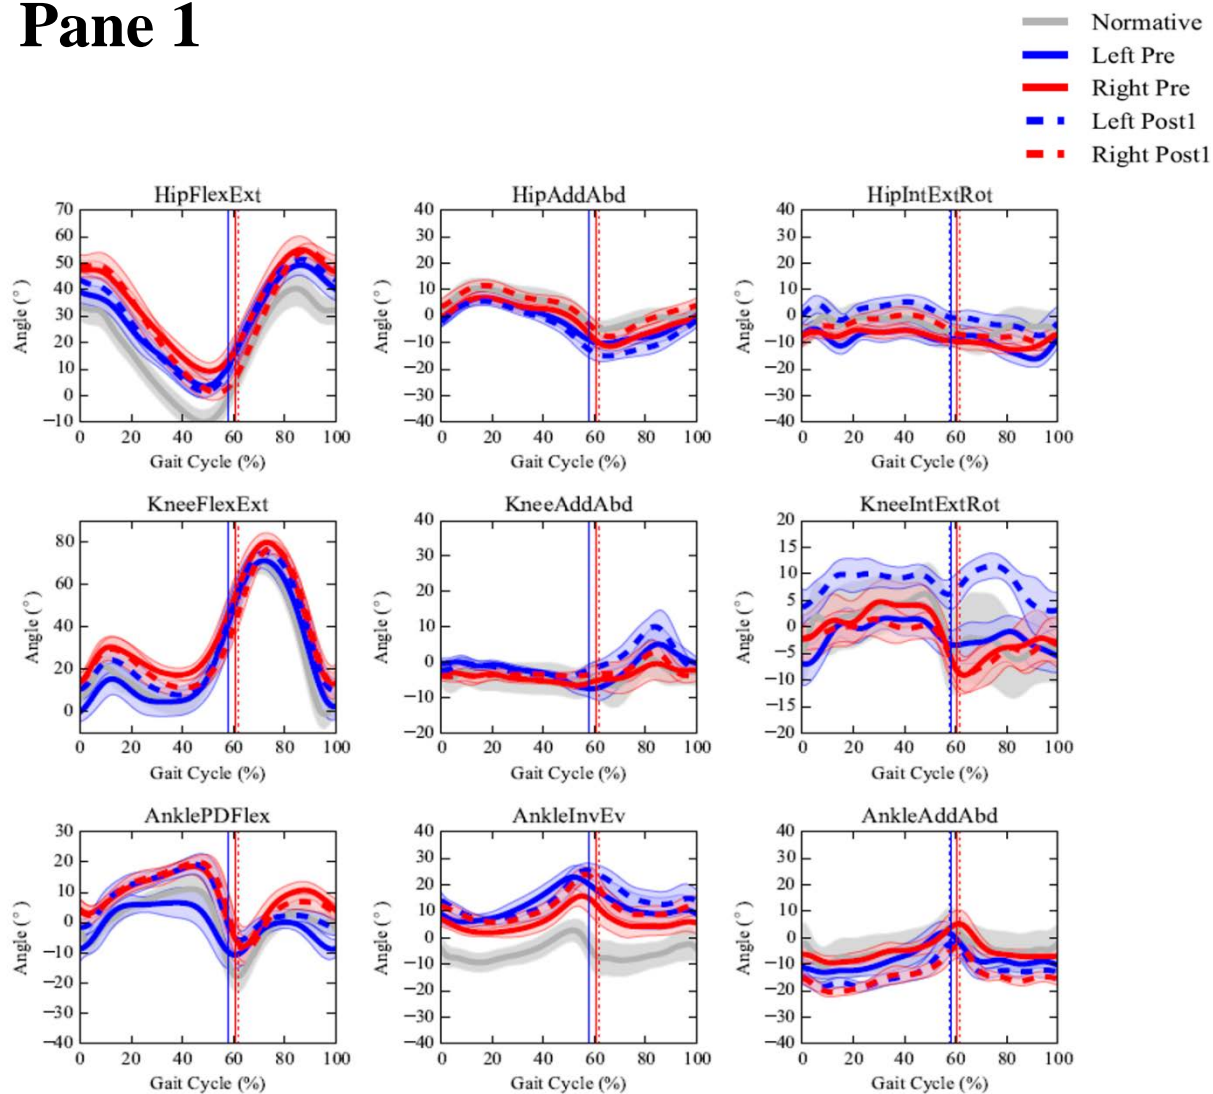 Pane 1
Normative
Left Pre
Right Pre
Left Post1
Right Post1
HipFlexExt
HipAddAbd
HipIntExtRot
70
60
50
40
30
20
10
0
−10
Angle (°)
0 20 40 60 80 100
Gait Cycle (%)
40
30
20
10
0
−10
−20
−30
−40
Angle (°)
0 20 40 60 80 100
Gait Cycle (%)
40
30
20
10
0
−10
−20
−30
−40
Angle (°)
0 20 40 60 80 100
Gait Cycle (%)
KneeFlexExt
KneeAddAbd
KneeIntExtRot
80
60
40
20
0
Angle (°)
0 20 40 60 80 100
Gait Cycle (%)
40
30
20
10
0
−10
−20
Angle (°)
0 20 40 60 80 100
Gait Cycle (%)
20
15
10
5
0
−5
−10
−15
−20
Angle (°)
0 20 40 60 80 100
Gait Cycle (%)
AnklePDFlex
AnkleInvEv
AnkleAddAbd
30
20
10
0
−10
−20
−30
−40
Angle (°)
0 20 40 60 80 100
Gait Cycle (%)
40
30
20
10
0
−10
−20
−30
−40
Angle (°)
0 20 40 60 80 100
Gait Cycle (%)
40
30
20
10
0
−10
−20
−30
−40
Angle (°)
0 20 40 60 80 100
Gait Cycle (%)